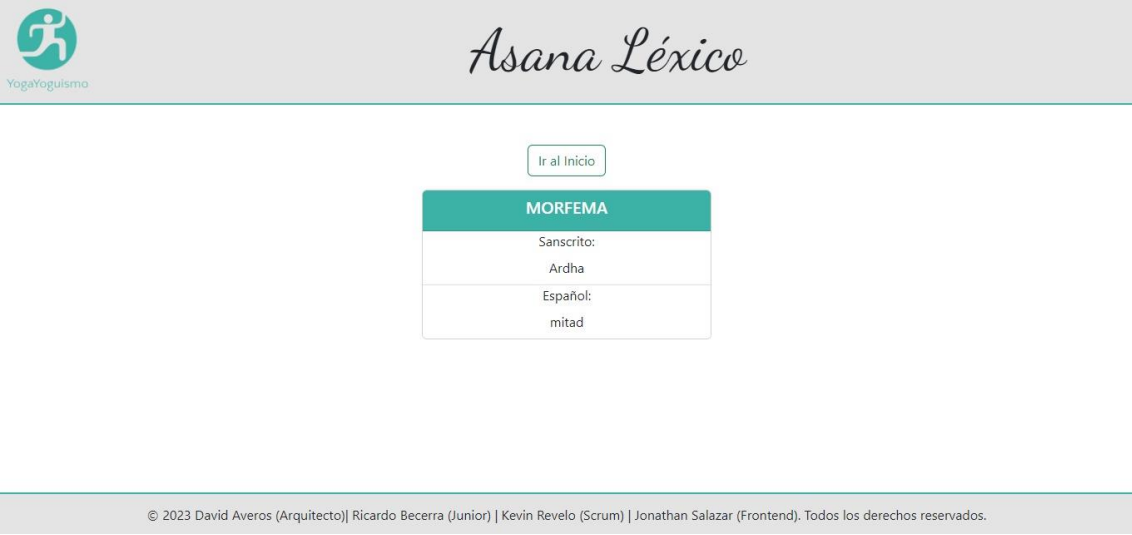 YogaYoguismo
Asana Léxico
Ir al Inicio
MORFEMA
Sanscrito:
Ardha
Español:
mitad
© 2023 David Averos (Arquitecto)| Ricardo Becerra (Junior) | Kevin Revelo (Scrum) | Jonathan Salazar (Frontend). Todos los derechos reservados.